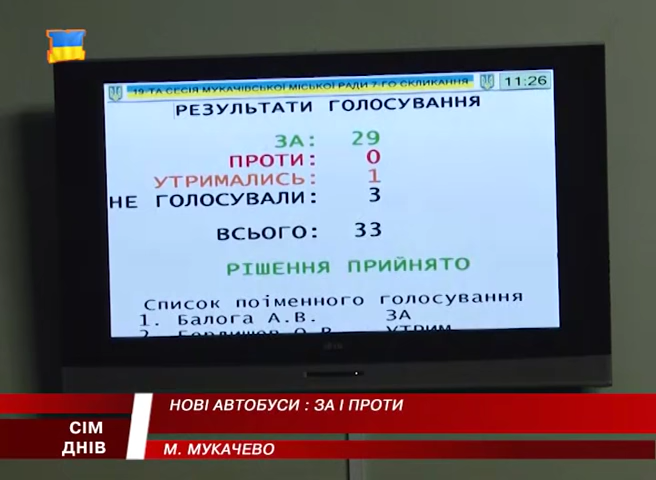 19-ТА СЕСІЯ МУКАЧІВСЬКОЇ МІСЬКОЇ РАДИ 7-ГО СКЛИКАННЯ 11:26
РЕЗУЛЬТАТИ ГОЛОСУВАННЯ
ЗА: 29
ПРОТИ: 0
УТРИМАЛИСЬ: 1
НЕ ГОЛОСУВАЛИ: 3
ВСЬОГО: 33
РІШЕННЯ ПРИЙНЯТО
Список поіменного голосування
1. Балога А.В. ЗА
2. УТРИМ
НОВІ АВТОБУСИ : ЗА І ПРОТИ
СІМ
ДНІВ
М. МУКАЧЕВО